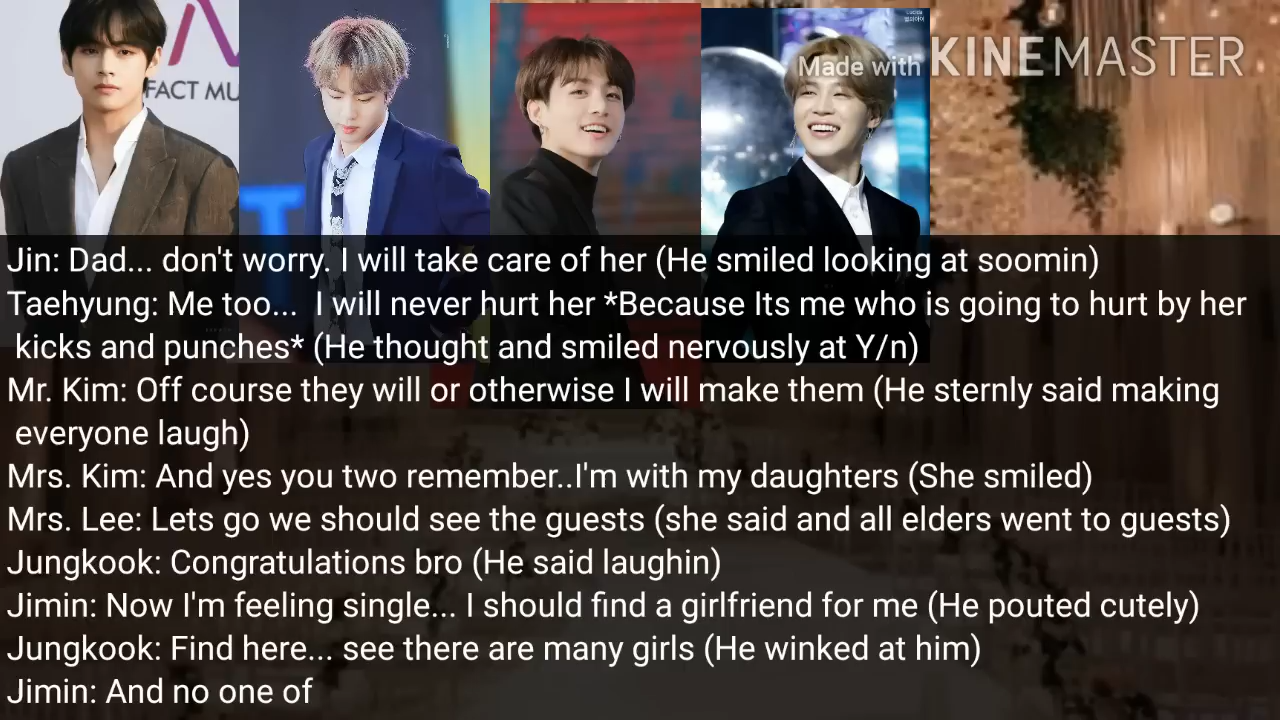 FACT MU
Made with KINEMASTER
Jin: Dad... don't worry. I will take care of her (He smiled looking at soomin)
Taehyung: Me too... I will never hurt her *Because Its me who is going to hurt by her
kicks and punches* (He thought and smiled nervously at Y/n)
Mr. Kim: Off course they will or otherwise I will make them (He sternly said making
everyone laugh)
Mrs. Kim: And yes you two remember..I'm with my daughters (She smiled)
Mrs. Lee: Lets go we should see the guests (she said and all elders went to guests)
Jungkook: Congratulations bro (He said laughin)
Jimin: Now I'm feeling single... I should find a girlfriend for me (He pouted cutely)
Jungkook: Find here... see there are many girls (He winked at him)
Jimin: And no one of